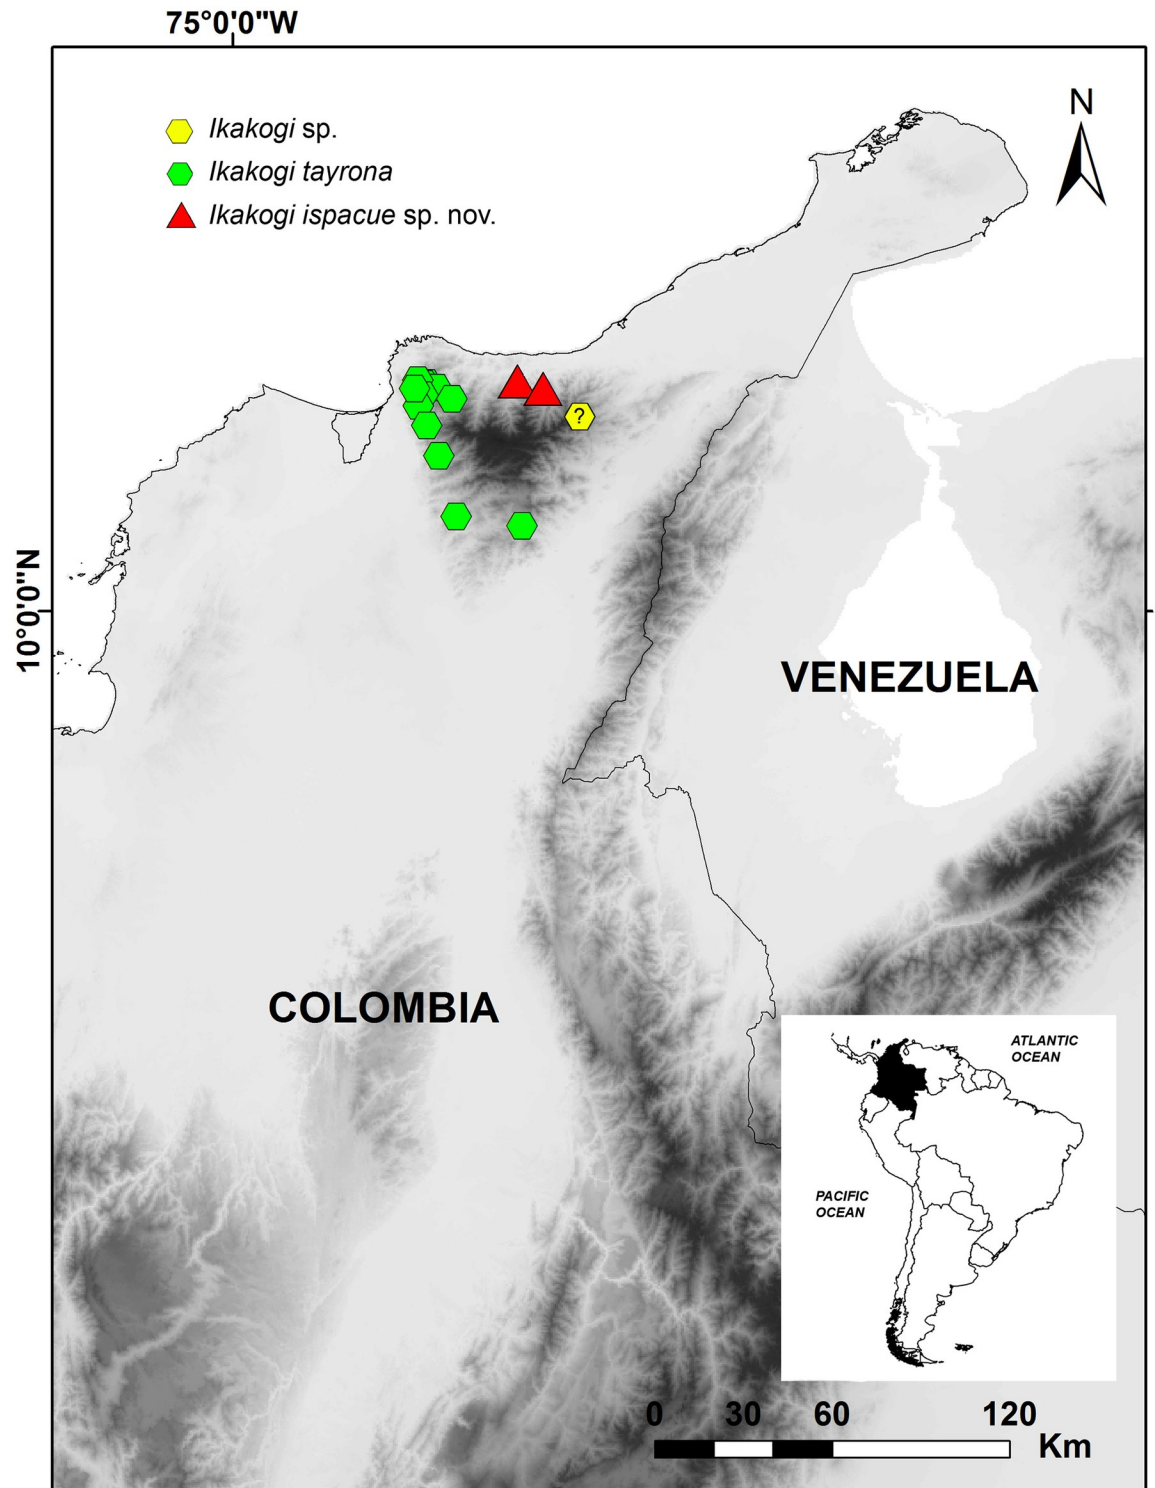 75°0'0"W
N
Ikakogi sp.
Ikakogi tayrona
Ikakogi ispacue sp. nov.
?
10°0'0"N
VENEZUELA
COLOMBIA
ATLANTIC
OCEAN
PACIFIC
OCEAN
0 30 60 120
Km